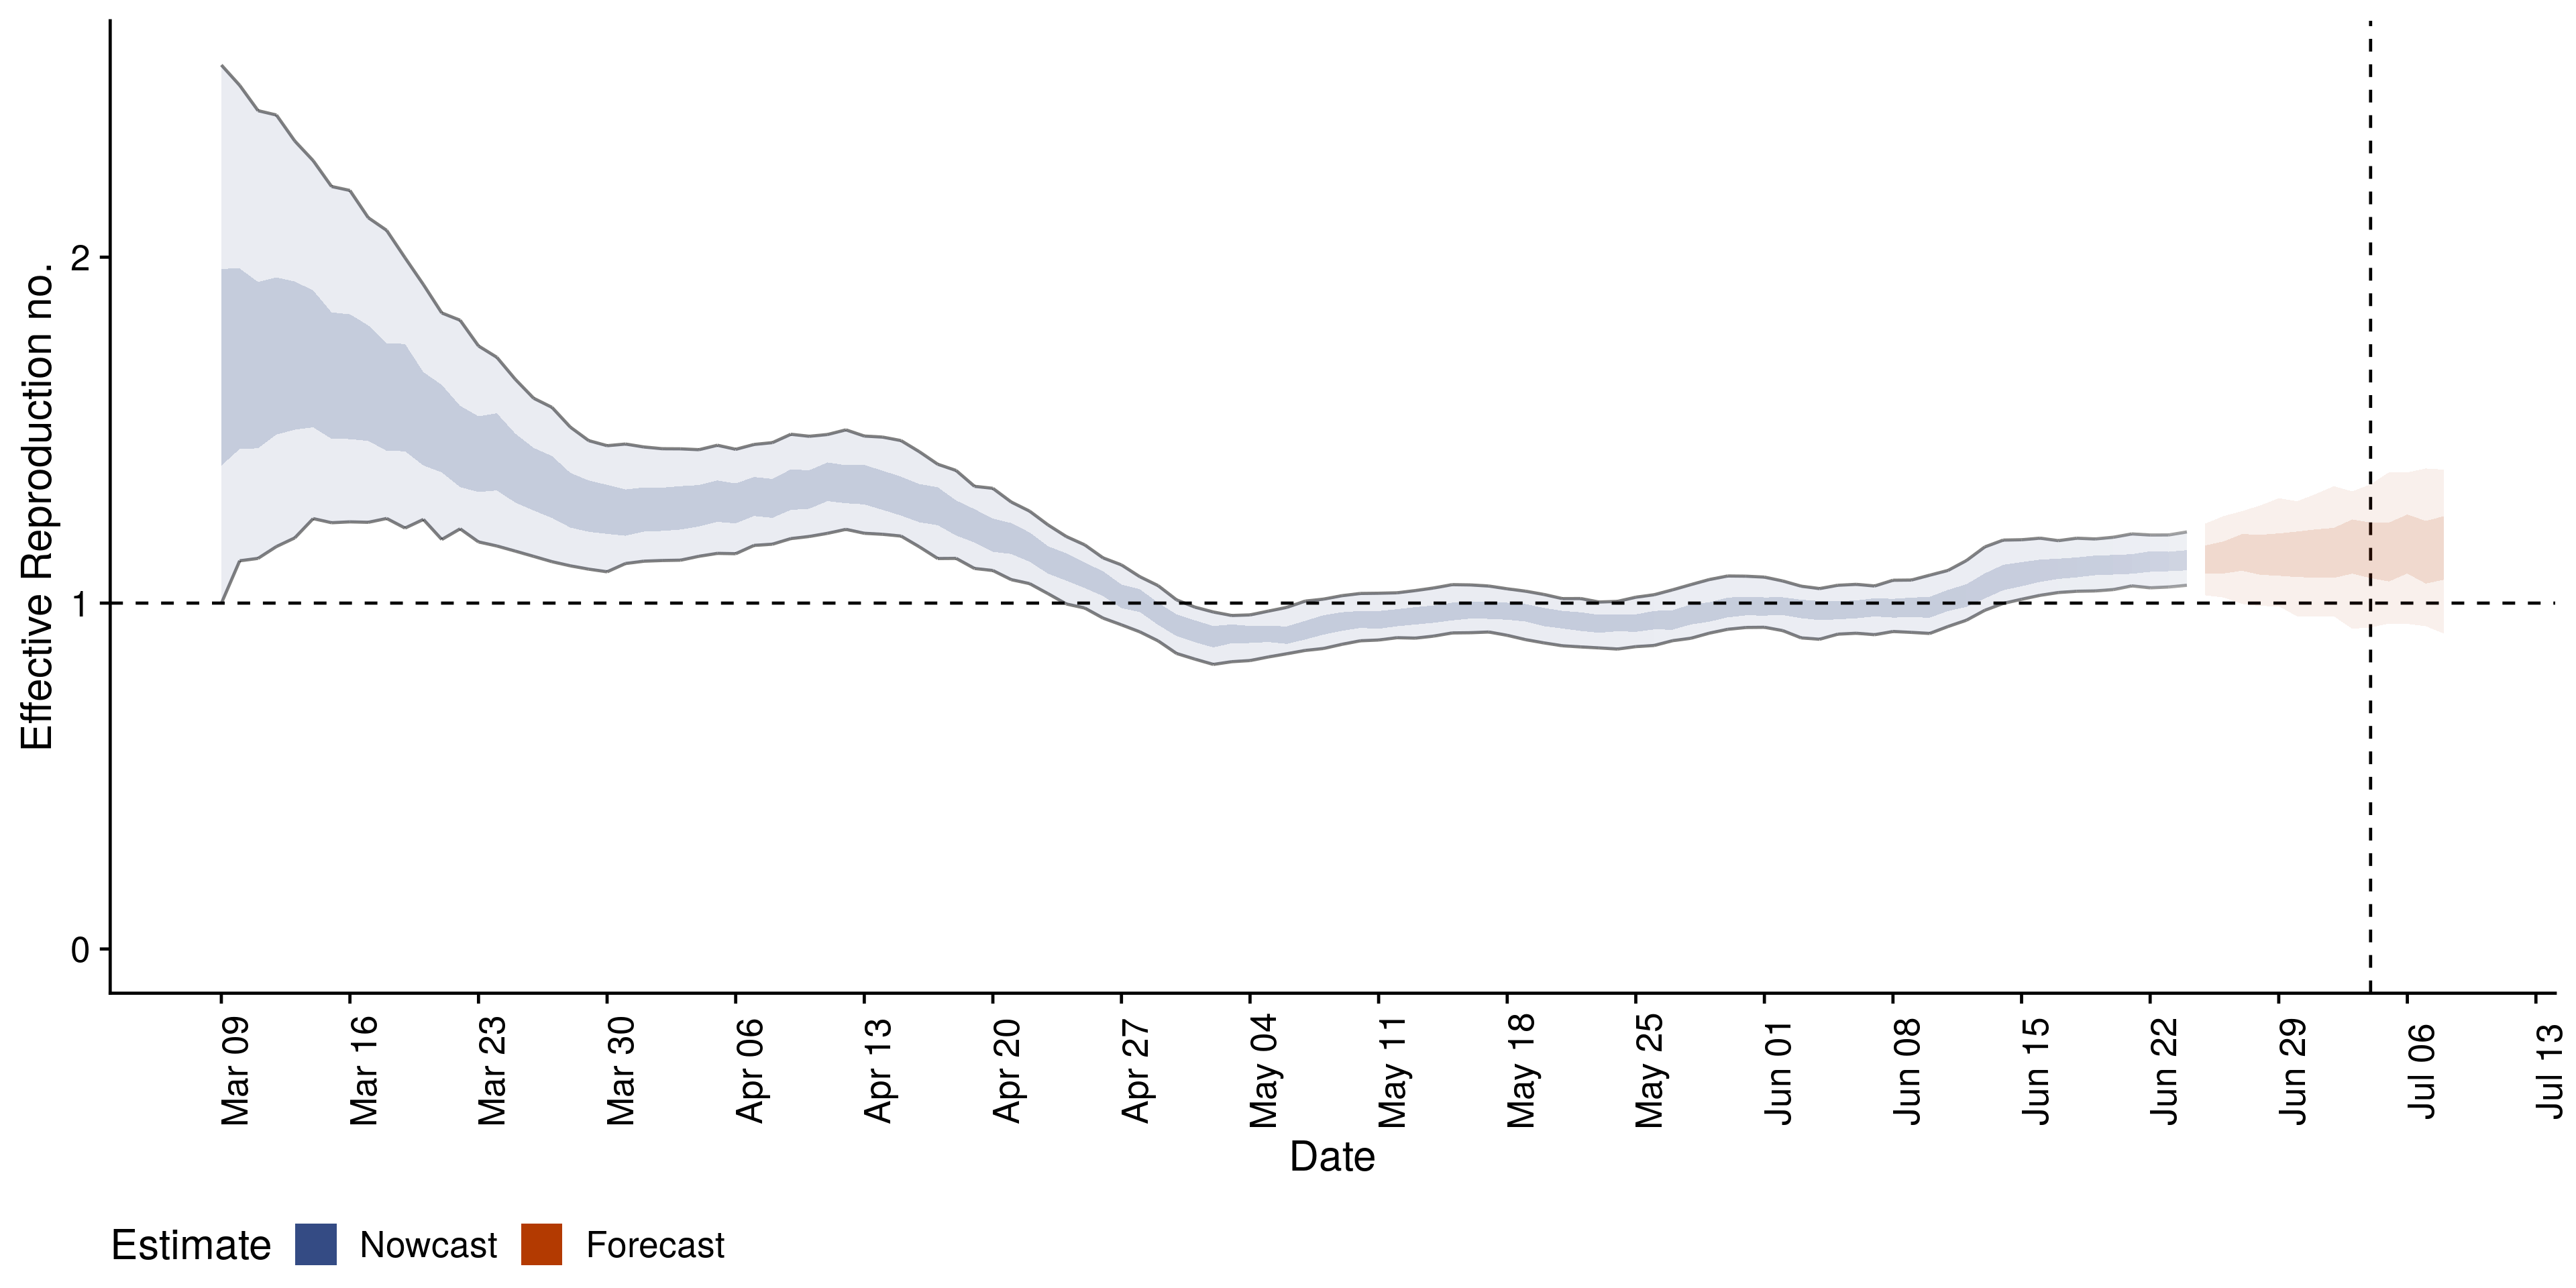 Effective Reproduction no.
2
1
0
Mar 09
Mar 16
Mar 23
Mar 30
Apr 06
Apr 13
Apr 20
Apr 27
May 04
May 11
May 18
May 25
Jun 01
Jun 08
Jun 15
Jun 22
Jun 29
Jul 06
Jul 13
Date
Estimate Nowcast Forecast